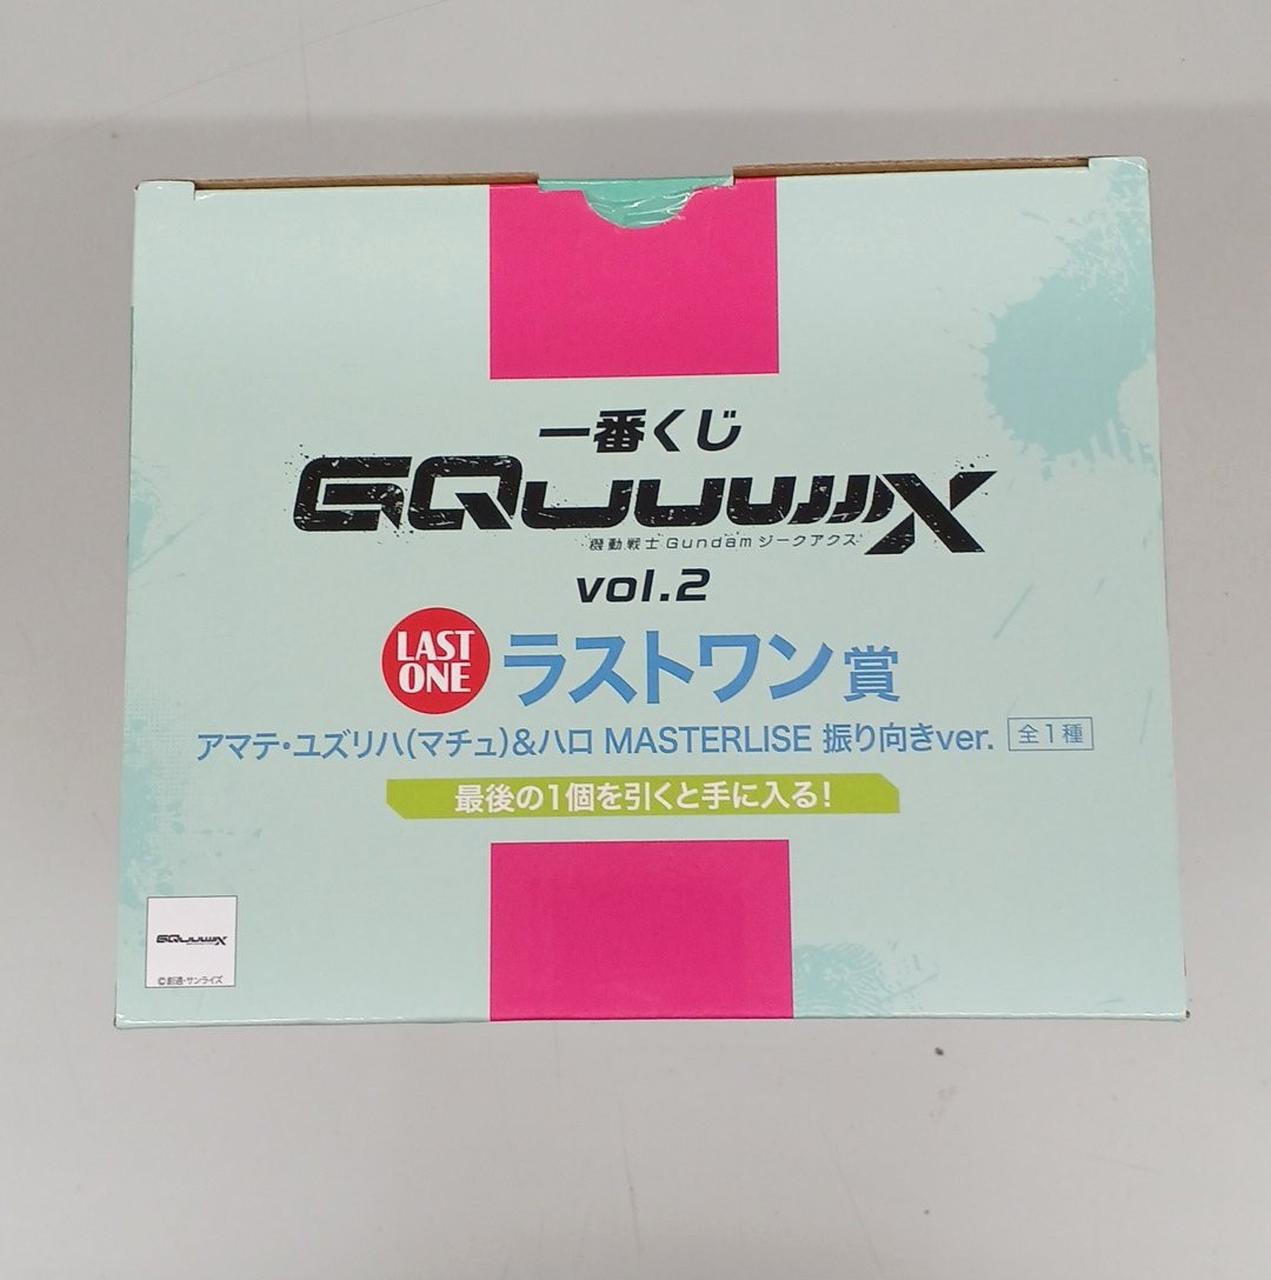 一番くじ
GQuuuuuuX
機動戦士Gundamジークアクス
vol.2
LAST
ONE
ラストワン賞
アマテ・ユズリハ(マチュ)&ハロ MASTERLISE 振り向きver. 全1種
最後の1個を引くと手に入る!
GQuuuuuuX
©創通・サンライズ